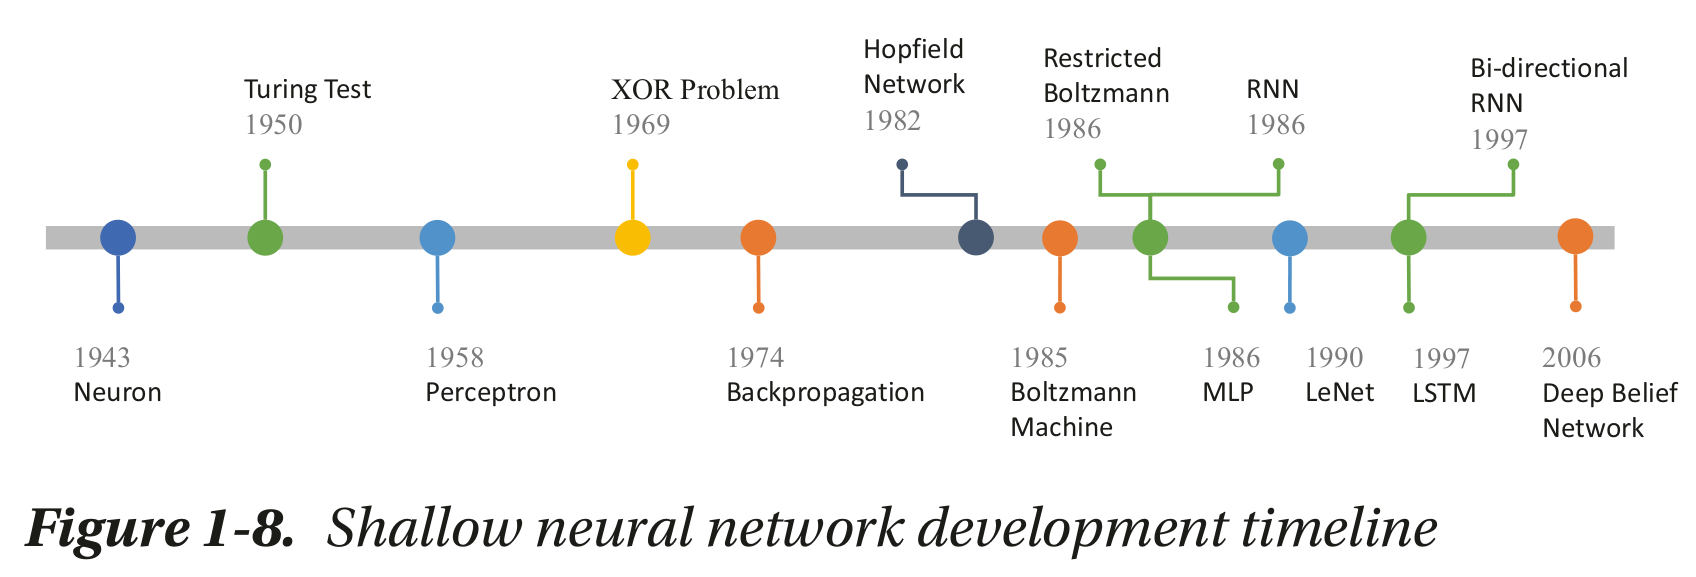 Turing Test
1950
XOR Problem
1969
Hopfield
Network
1982
Restricted
Boltzmann
1986
RNN
1986
Bi-directional
RNN
1997
1943
Neuron
1958
Perceptron
1974
Backpropagation
1985
Boltzmann
Machine
1986
MLP
1990
LeNet
1997
LSTM
2006
Deep Belief
Network
Figure 1-8. Shallow neural network development timeline